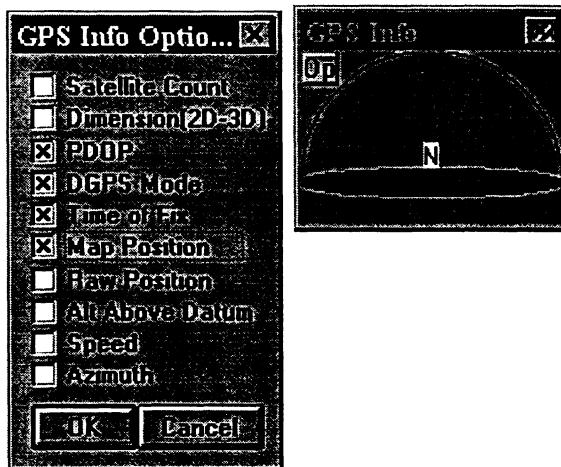 GPS Info Optio...
Satellite Count
Dimension(2D-3D)
PDOP
DGPS Mode
Time of Fix
Map Position
Raw Position
Alt Above Datum
Speed
Azimuth
OK Cancel
GPS Info
Op
N